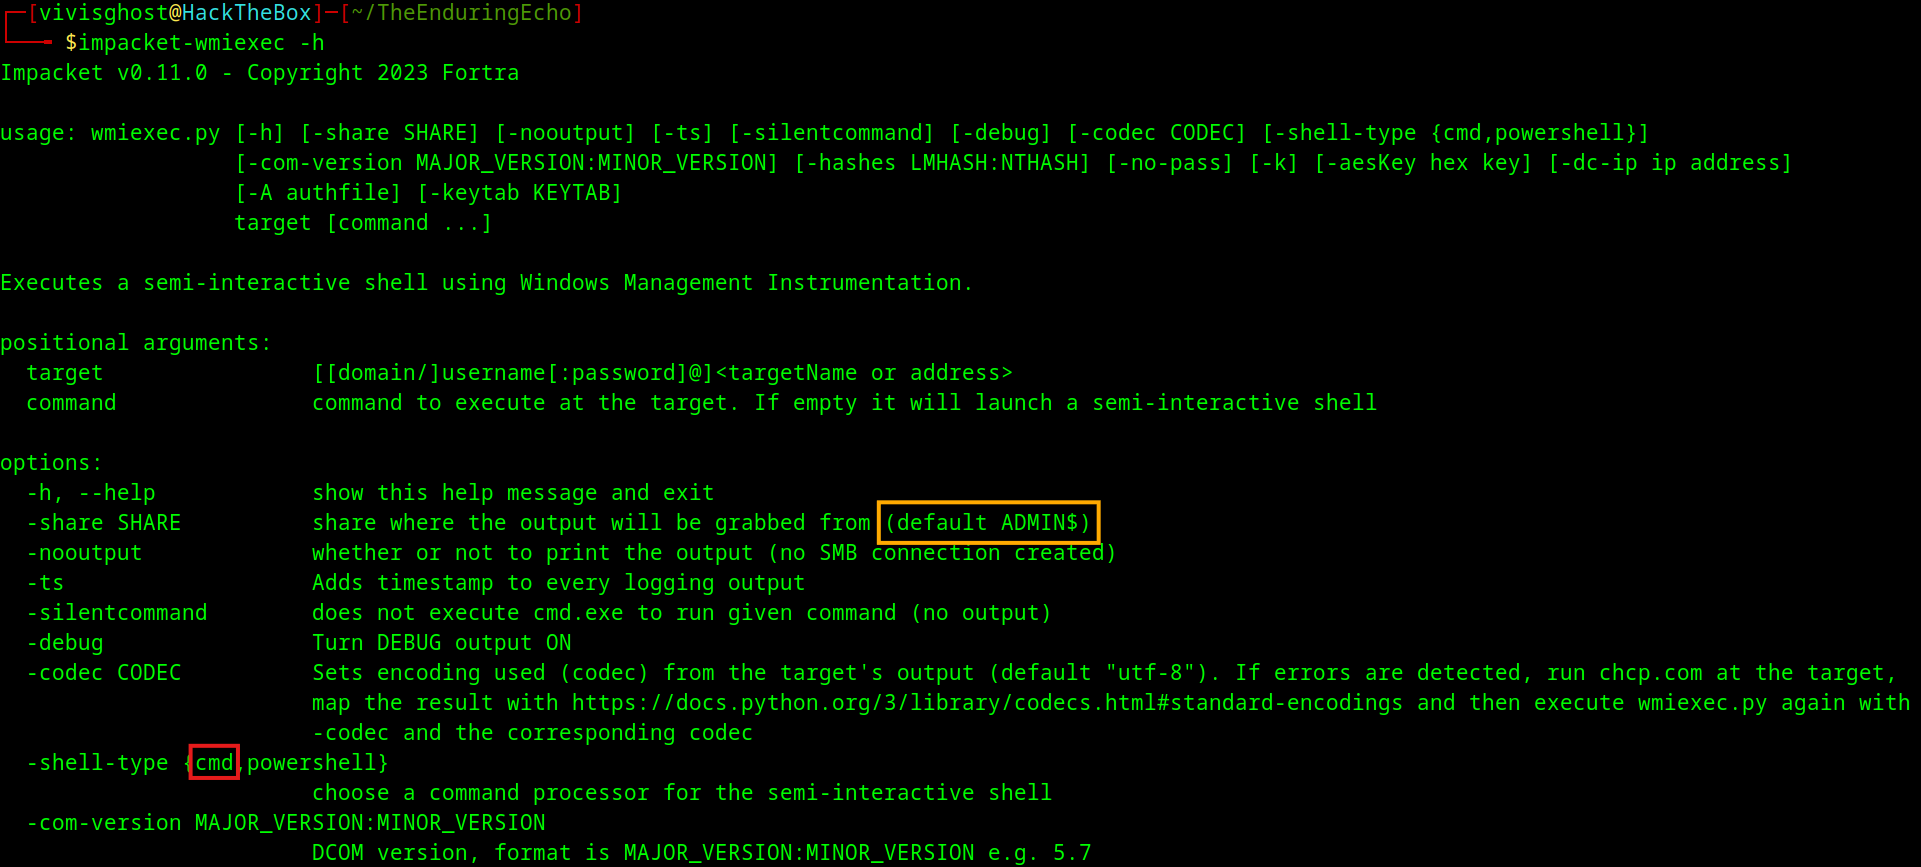 ┌─[vivisghost@HackTheBox]─[~/TheEnduringEcho]
└──╼ $impacket-wmiexec -h
Impacket v0.11.0 - Copyright 2023 Fortra
usage: wmiexec.py [-h] [-share SHARE] [-nooutput] [-ts] [-silentcommand] [-debug] [-codec CODEC] [-shell-type {cmd,powershell}]
[-com-version MAJOR_VERSION:MINOR_VERSION] [-hashes LMHASH:NTHASH] [-no-pass] [-k] [-aesKey hex key] [-dc-ip ip address]
[-A authfile] [-keytab KEYTAB]
target [command ...]
Executes a semi-interactive shell using Windows Management Instrumentation.
positional arguments:
target [[domain/]username[:password]@]<targetName or address>
command command to execute at the target. If empty it will launch a semi-interactive shell
options:
-h, --help show this help message and exit
-share SHARE share where the output will be grabbed from (default ADMIN$)
-nooutput whether or not to print the output (no SMB connection created)
-ts Adds timestamp to every logging output
-silentcommand does not execute cmd.exe to run given command (no output)
-debug Turn DEBUG output ON
-codec CODEC Sets encoding used (codec) from the target's output (default "utf-8"). If errors are detected, run chcp.com at the target,
map the result with https://docs.python.org/3/library/codecs.html#standard-encodings and then execute wmiexec.py again with
-codec and the corresponding codec
-shell-type {cmd,powershell}
choose a command processor for the semi-interactive shell
-com-version MAJOR_VERSION:MINOR_VERSION
DCOM version, format is MAJOR_VERSION:MINOR_VERSION e.g. 5.7